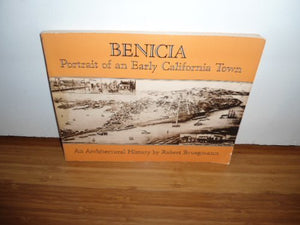 BENICIA
Portrait of an Early California Town
An Architectural History by Robert Bruegmann